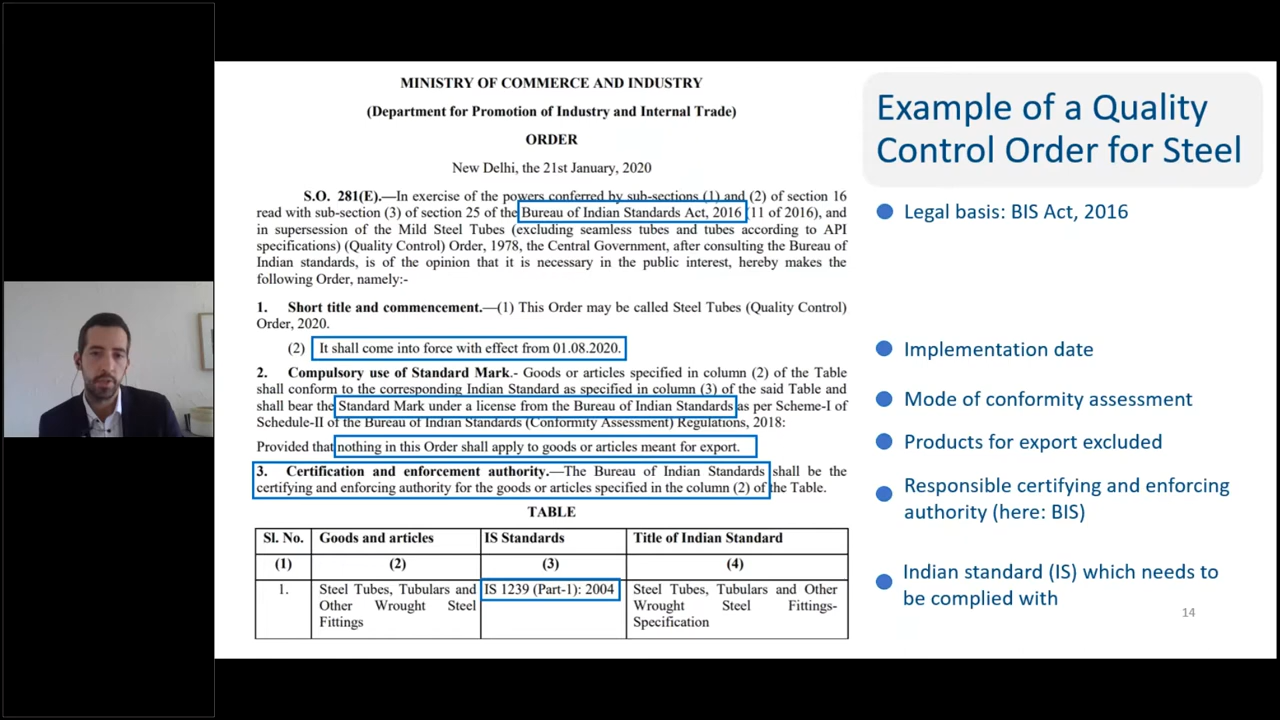 MINISTRY OF COMMERCE AND INDUSTRY
(Department for Promotion of Industry and Internal Trade)
ORDER
New Delhi, the 21st January, 2020
S.O. 281(E).—In exercise of the powers conferred by sub-sections (1) and (2) of section 16
read with sub-section (3) of section 25 of the Bureau of Indian Standards Act, 2016 (11 of 2016), and
in supersession of the Mild Steel Tubes (excluding seamless tubes and tubes according to API
specifications) (Quality Control) Order, 1978, the Central Government, after consulting the Bureau of
Indian standards, is of the opinion that it is necessary in the public interest, hereby makes the
following Order, namely:-
1. Short title and commencement.—(1) This Order may be called Steel Tubes (Quality Control)
Order, 2020.
(2) It shall come into force with effect from 01.08.2020.
2. Compulsory use of Standard Mark.- Goods or articles specified in column (2) of the Table
shall conform to the corresponding Indian Standard as specified in column (3) of the said Table and
shall bear the Standard Mark under a license from the Bureau of Indian Standards as per Scheme-I of
Schedule-II of the Bureau of Indian Standards (Conformity Assessment) Regulations, 2018:
Provided that nothing in this Order shall apply to goods or articles meant for export.
3. Certification and enforcement authority.—The Bureau of Indian Standards shall be the
certifying and enforcing authority for the goods or articles specified in the column (2) of the Table.
TABLE
Sl. No. Goods and articles IS Standards Title of Indian Standard
(1) (2) (3) (4)
1. Steel Tubes, Tubulars and IS 1239 (Part-1): 2004 Steel Tubes, Tubulars and Other
Other Wrought Steel Wrought Steel Fittings-
Fittings Specification
Example of a Quality
Control Order for Steel
Legal basis: BIS Act, 2016
Implementation date
Mode of conformity assessment
Products for export excluded
Responsible certifying and enforcing
authority (here: BIS)
Indian standard (IS) which needs to
be complied with
14